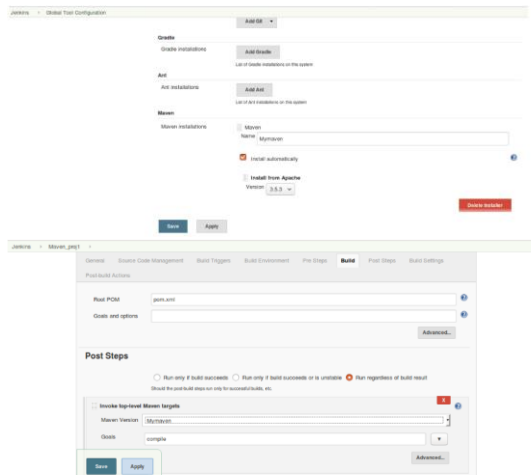 Jenkins › Global Tool Configuration
Add Git
Gradle
Gradle installations
Add Gradle
List of Gradle installations on this system
Ant
Ant installations
Add Ant
List of Ant installations on this system
Maven
Maven installations
Maven
Name
Mymaven
Install automatically
Install from Apache
Version 3.5.3
Delete Installer
Save Apply
Jenkins › Maven_proj1 ›
General Source Code Management Build Triggers Build Environment Pre Steps Build Post Steps Build Settings
Post-build Actions
Root POM pom.xml
Goals and options
Advanced...
Post Steps
Run only if build succeeds Run only if build succeeds or is unstable Run regardless of build result
Should the post-build steps run only for successful builds, etc.
X
Invoke top-level Maven targets
Maven Version Mymaven
Goals compile
Advanced...
Save Apply